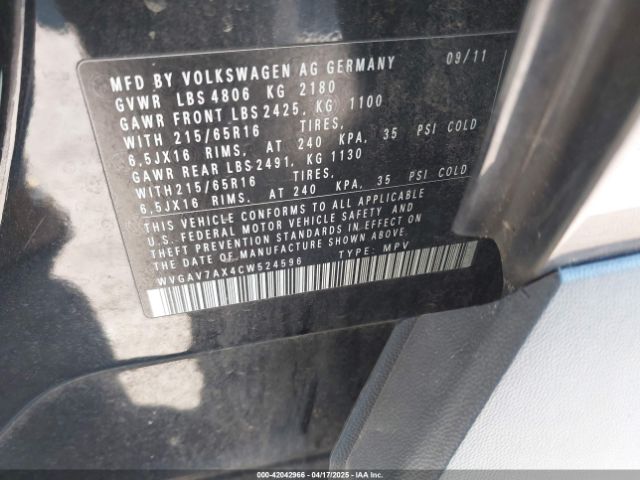 MFD BY VOLKSWAGEN AG GERMANY 09/11
GVWR LBS 4806 KG 2180
GAWR FRONT LBS 2425, KG 1100
WITH 215/65R16 TIRES,
6,5JX16 RIMS, AT 240 KPA, 35 PSI COLD
GAWR REAR LBS 2491, KG 1130
WITH 215/65R16 TIRES,
6,5JX16 RIMS, AT 240 KPA, 35 PSI COLD
THIS VEHICLE CONFORMS TO ALL APPLICABLE
U.S. FEDERAL MOTOR VEHICLE SAFETY AND
THEFT PREVENTION STANDARDS IN EFFECT ON
THE DATE OF MANUFACTURE SHOWN ABOVE.
WVGAV7AX4CW524596 TYPE: MPV
000-42042966 - 04/17/2025 - COPYRIGHT IAA, LLC